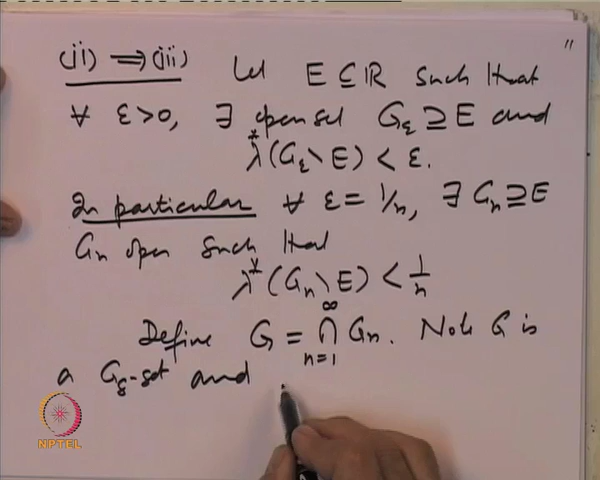 "
(ii) ⟹ (iii) Let E ⊆ ℝ such that
∀ ε>0, ∃ open set G_ε ⊇ E and
λ*(G_ε \ E) < ε.
In particular ∀ ε = 1/n, ∃ G_n ⊇ E
G_n open such that
λ*(G_n \ E) < 1/n
Define G = ⋂_{n=1}^{∞} G_n. Note G is
a G_δ-set and
NPTEL